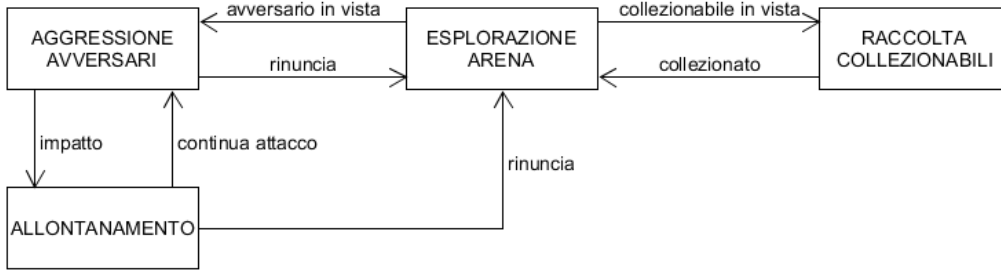 avversario in vista
collezionabile in vista
AGGRESSIONE
AVVERSARI
ESPLORAZIONE
ARENA
RACCOLTA
COLLEZIONABILI
rinuncia
collezionato
impatto
continua attacco
rinuncia
ALLONTANAMENTO